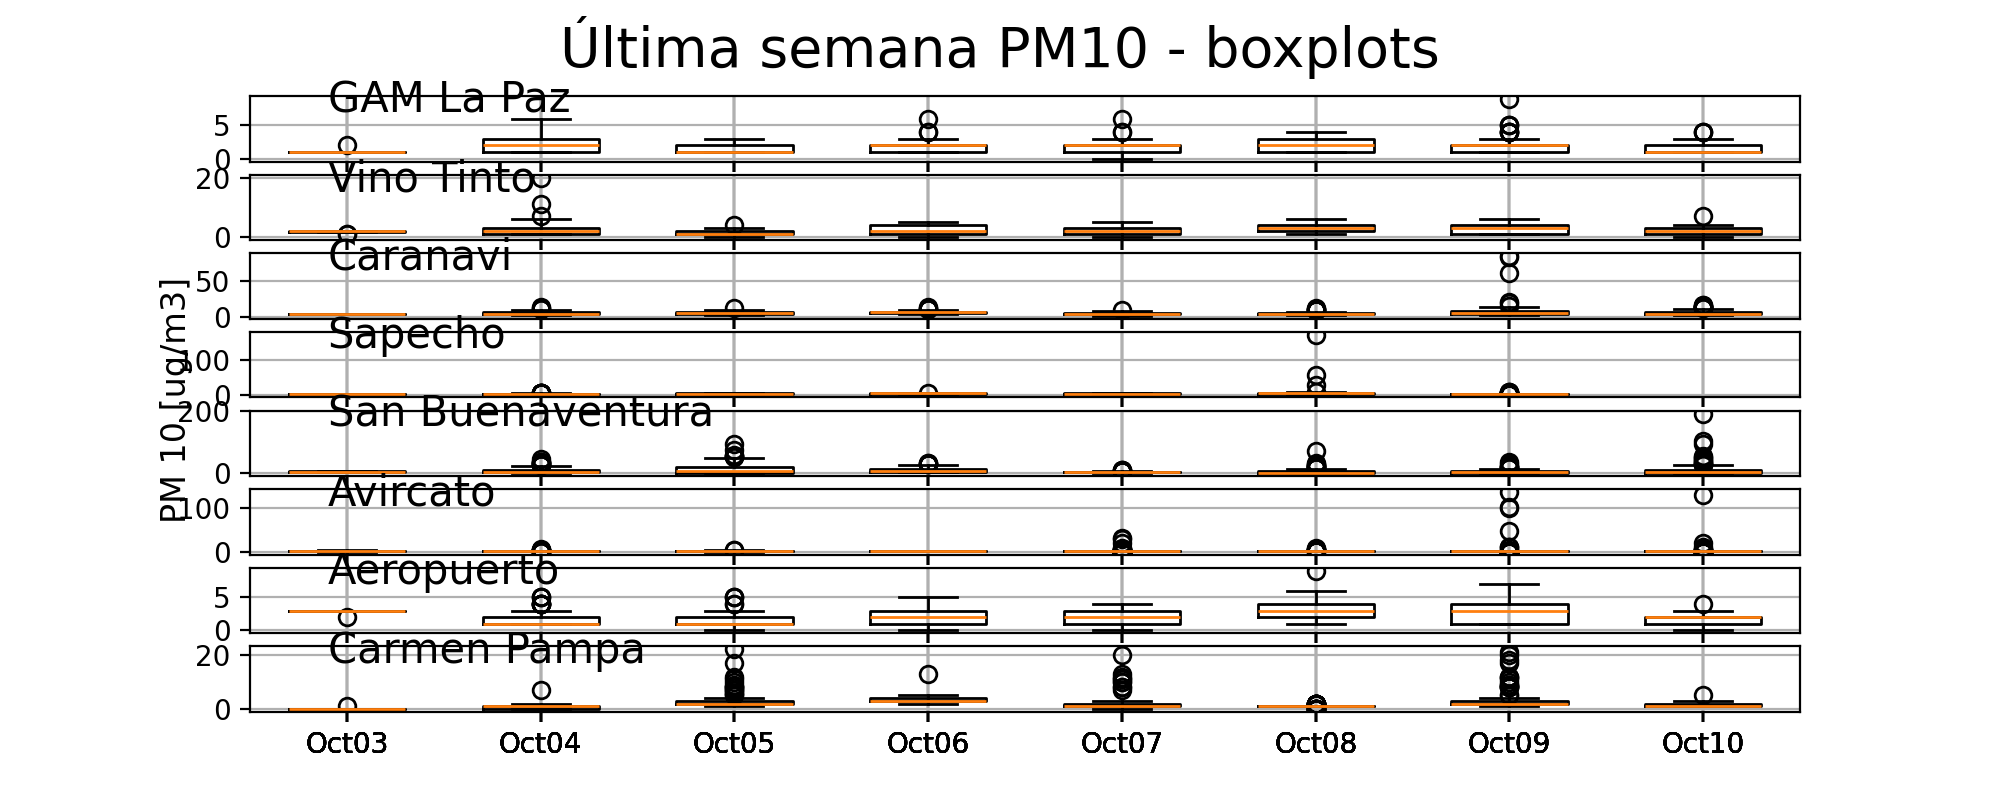 Última semana PM10 - boxplots
GAM La Paz
5
0
Vino Tinto
20
0
Caranavi
50
0
Sapecho
100
0
San Buenaventura
200
0
Avircato
100
0
Aeropuerto
5
0
Carmen Pampa
20
0
PM 10 [ug/m3]
Oct03 Oct04 Oct05 Oct06 Oct07 Oct08 Oct09 Oct10